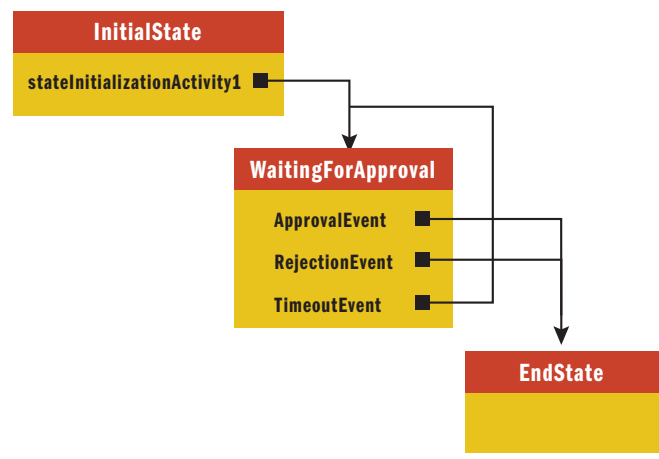 InitialState
stateInitializationActivity1
WaitingForApproval
ApprovalEvent
RejectionEvent
TimeoutEvent
EndState